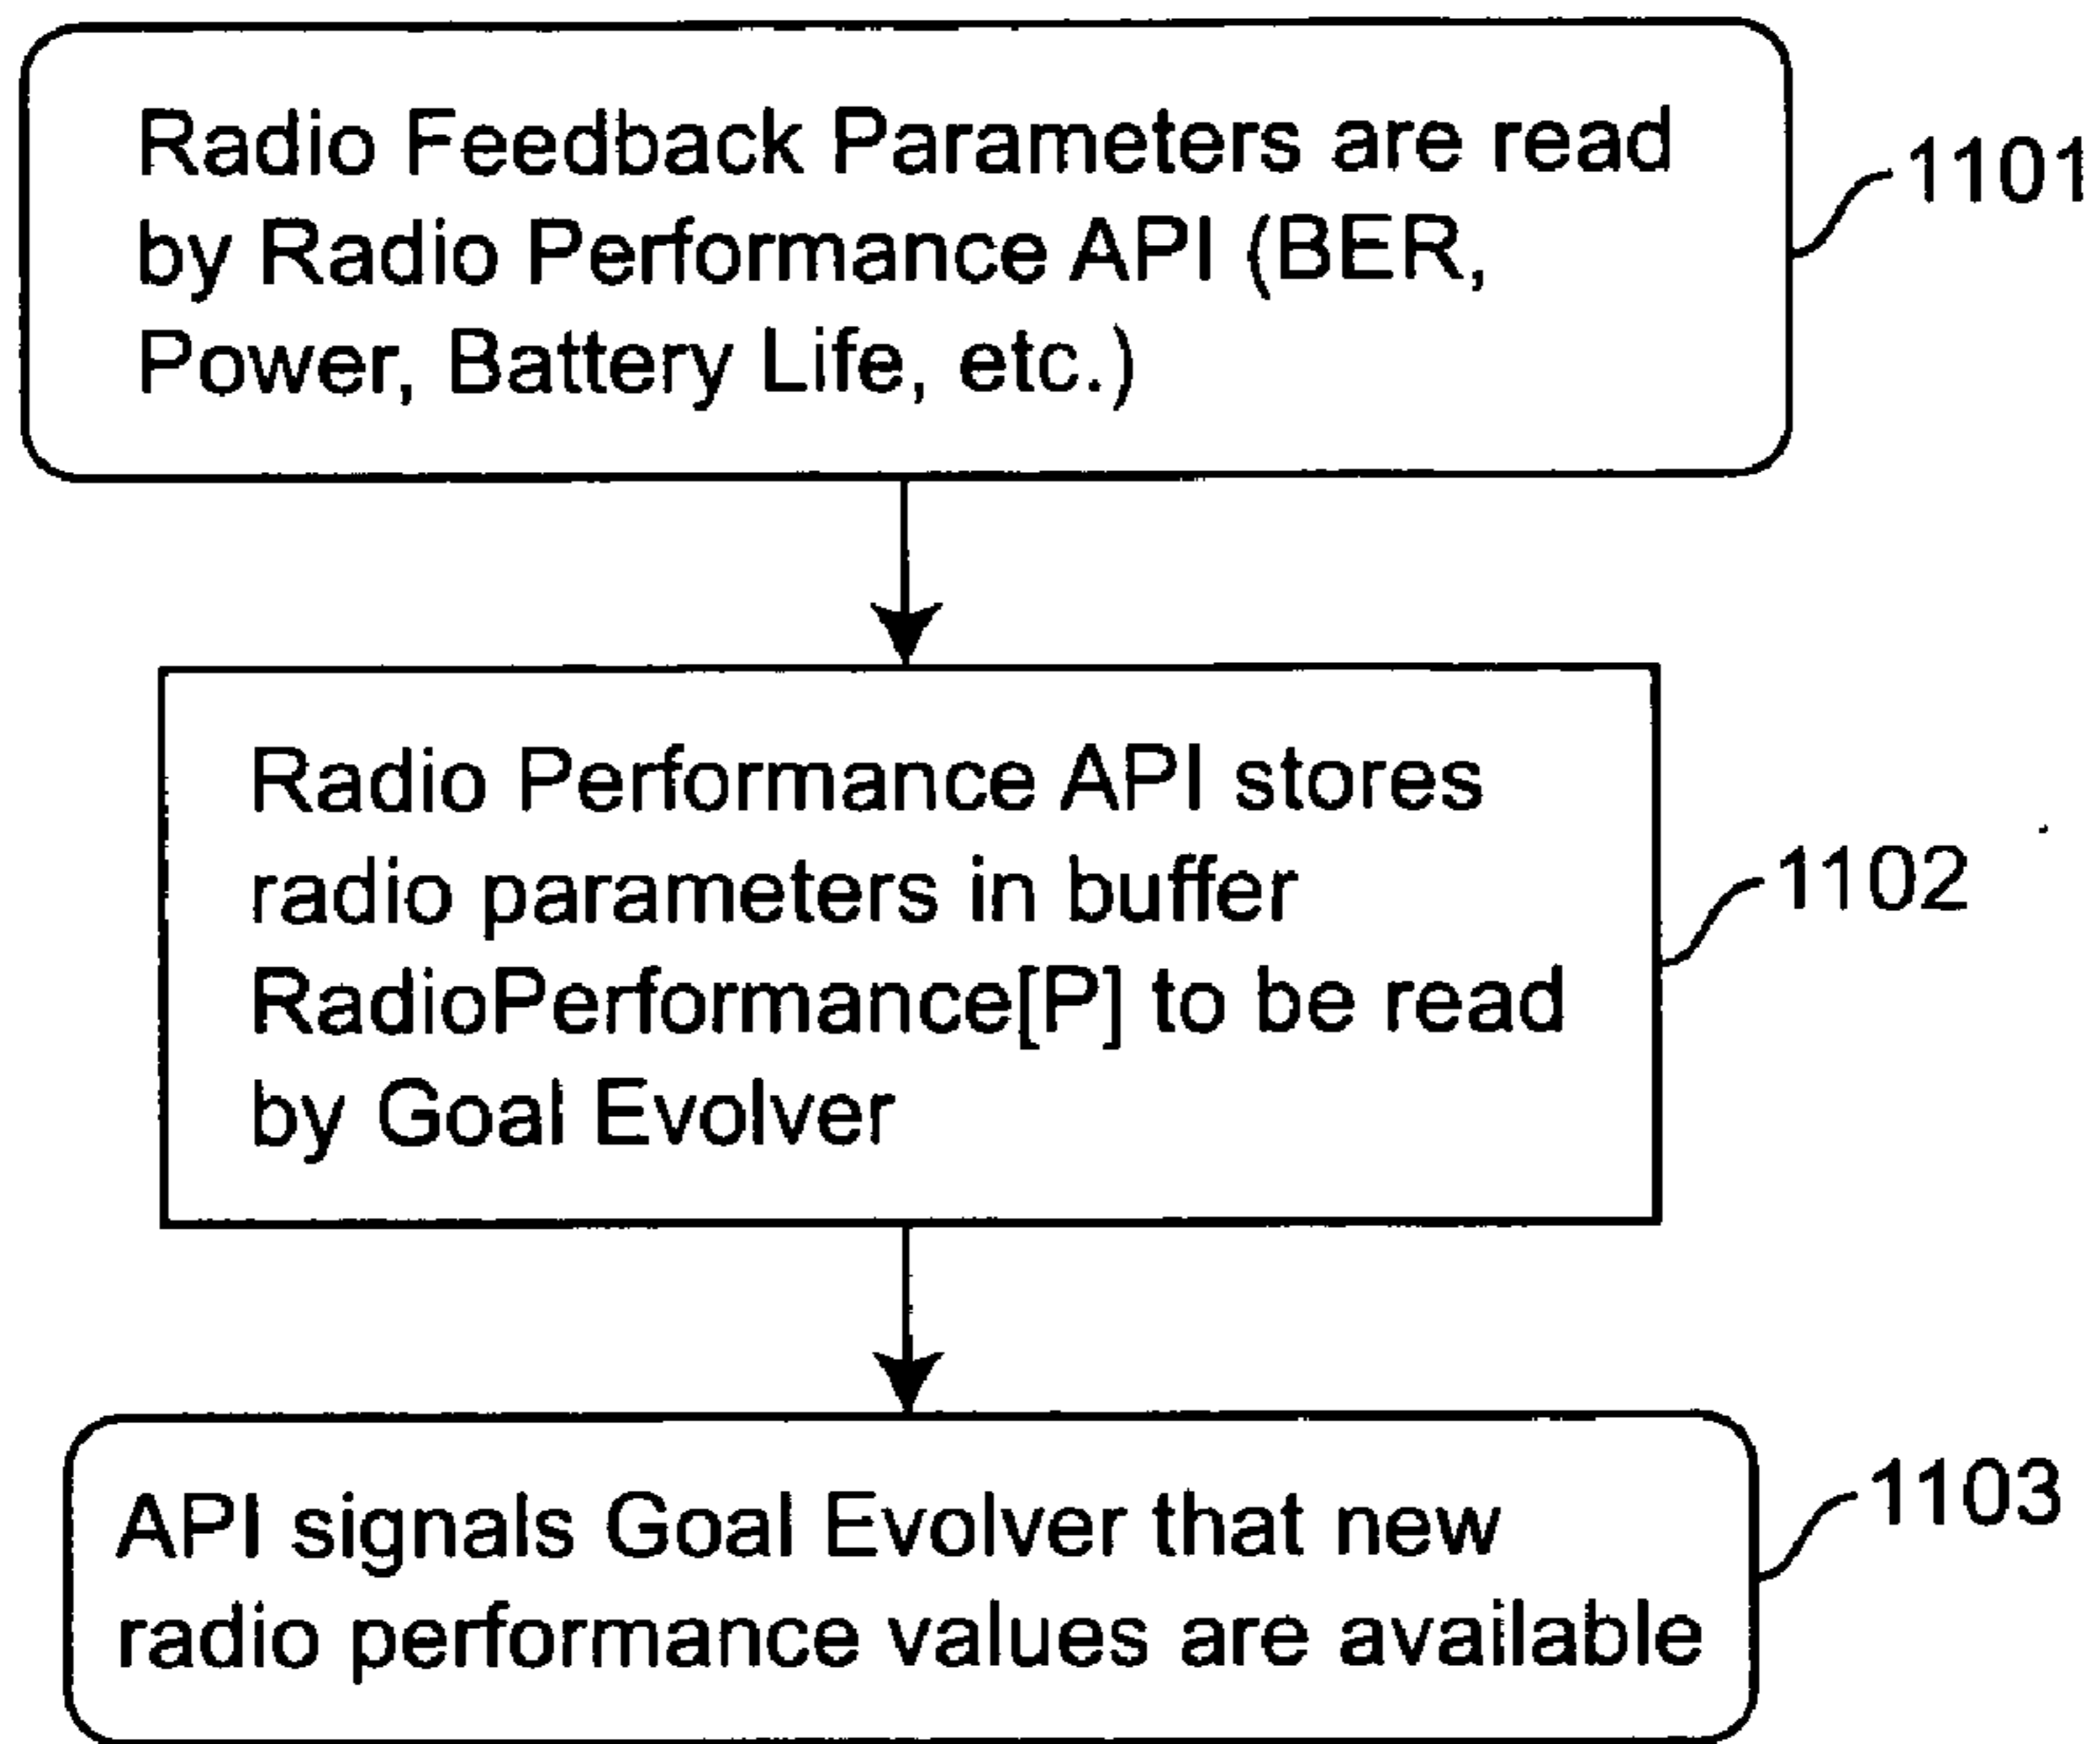 Radio Feedback Parameters are read
by Radio Performance API (BER,
Power, Battery Life, etc.)
1101
Radio Performance API stores
radio parameters in buffer
RadioPerformance[P] to be read
by Goal Evolver
1102
API signals Goal Evolver that new
radio performance values are available
1103